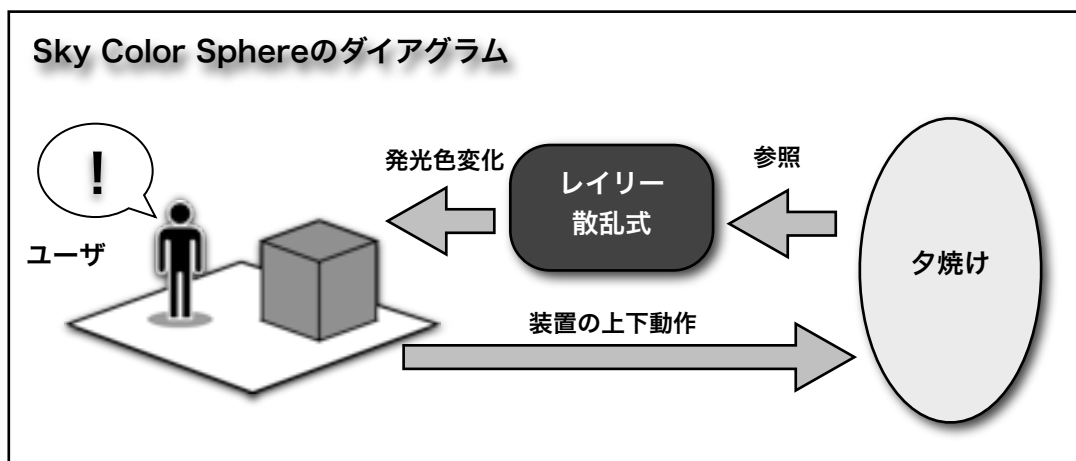 Sky Color Sphereのダイアグラム
!
ユーザ
発光色変化
レイリー
散乱式
参照
夕焼け
装置の上下動作